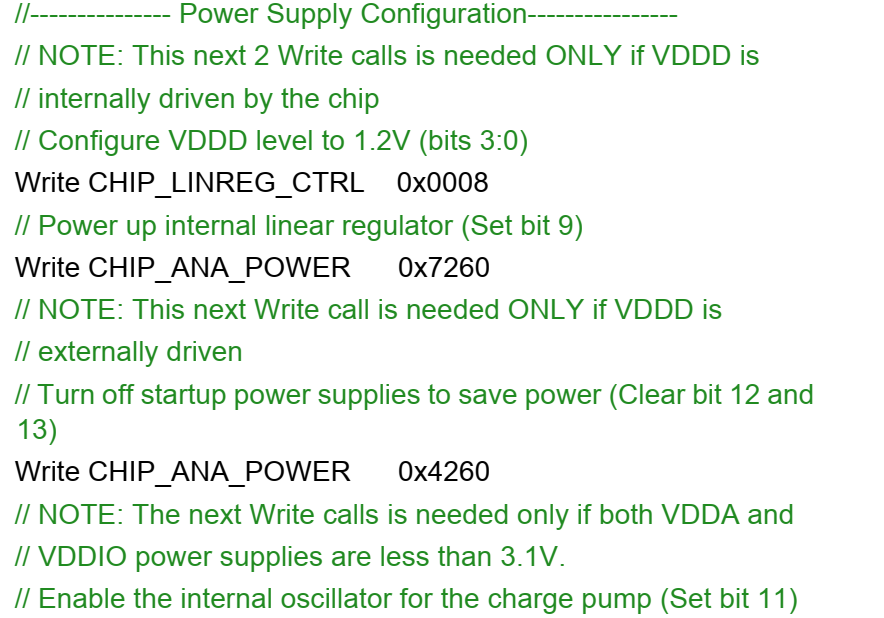 //--------------- Power Supply Configuration----------------
// NOTE: This next 2 Write calls is needed ONLY if VDDD is
// internally driven by the chip
// Configure VDDD level to 1.2V (bits 3:0)
Write CHIP_LINREG_CTRL 0x0008
// Power up internal linear regulator (Set bit 9)
Write CHIP_ANA_POWER 0x7260
// NOTE: This next Write call is needed ONLY if VDDD is
// externally driven
// Turn off startup power supplies to save power (Clear bit 12 and
13)
Write CHIP_ANA_POWER 0x4260
// NOTE: The next Write calls is needed only if both VDDA and
// VDDIO power supplies are less than 3.1V.
// Enable the internal oscillator for the charge pump (Set bit 11)